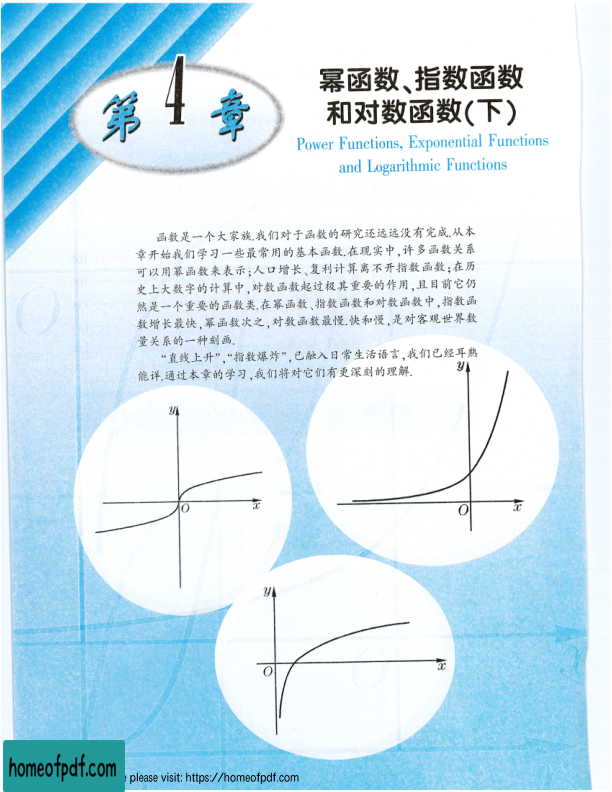 第4章
幂函数、指数函数
和对数函数(下)
Power Functions, Exponential Functions
and Logarithmic Functions
函数是一个大家族.我们对于函数的研究还远远没有完成.从本
章开始我们学习一些最常用的基本函数.在现实中,许多函数关系
可以用幂函数来表示;人口增长、复利计算离不开指数函数;在历
史上大数字的计算中,对数函数起过极其重要的作用,且目前它仍
然是一个重要的函数类.在幂函数、指数函数和对数函数中,指数函
数增长最快,幂函数次之,对数函数最慢.快和慢,是对客观世界数
量关系的一种刻画.
“直线上升”,“指数爆炸”,已融入日常生活语言,我们已经耳熟
能详.通过本章的学习,我们将对它们有更深刻的理解.
y
O
x
y
O
x
y
O
x
homeofpdf.com
please visit: https://homeofpdf.com